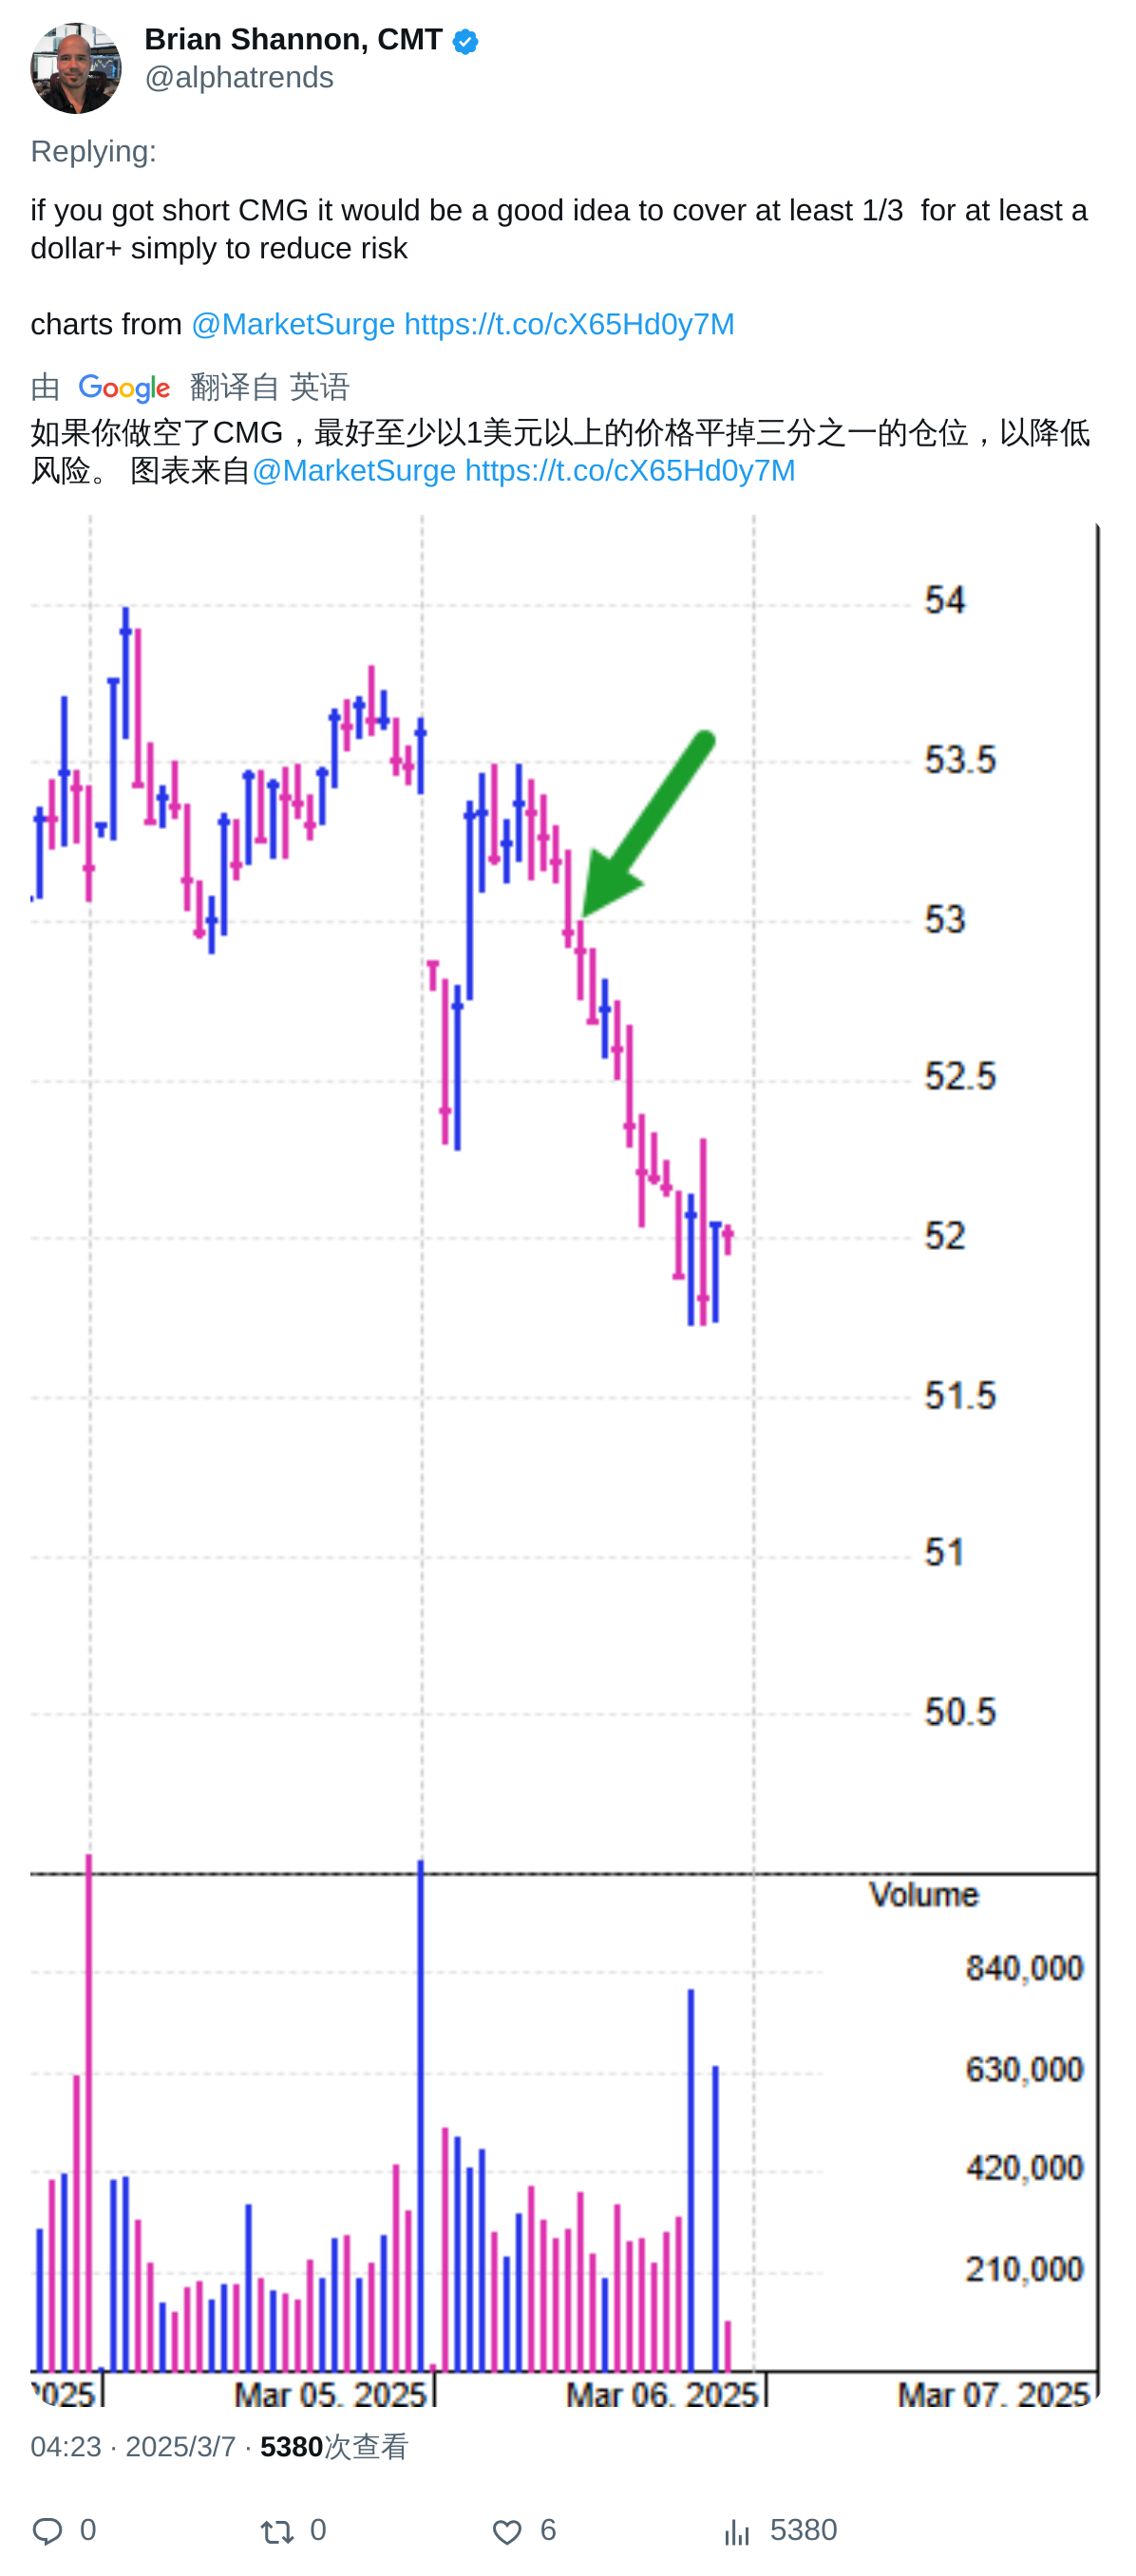 Brian Shannon, CMT
@alphatrends
Replying:
if you got short CMG it would be a good idea to cover at least 1/3  for at least a
dollar+ simply to reduce risk
charts from @MarketSurge https://t.co/cX65Hd0y7M
由 Google 翻译自 英语
如果你做空了CMG，最好至少以1美元以上的价格平掉三分之一的仓位，以降低
风险。 图表来自@MarketSurge https://t.co/cX65Hd0y7M
54
53.5
53
52.5
52
51.5
51
50.5
Volume
840,000
630,000
420,000
210,000
2025 Mar 05, 2025 Mar 06, 2025 Mar 07, 2025
04:23 · 2025/3/7 · 5380次查看
0 0 6 5380